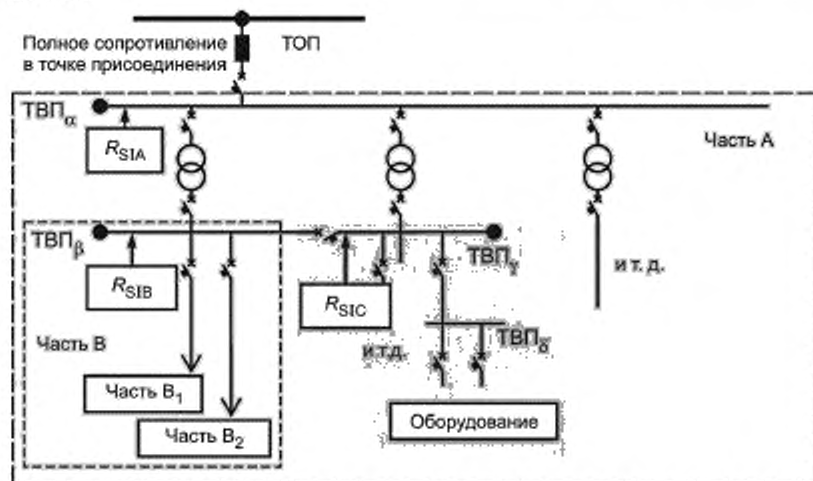 Полное сопротивление
в точке присоединения
ТОП
ТВПα
RSIA
Часть А
ТВПβ
RSIB
RSIC
ТВПγ
и т. д.
Часть В
и т.д.
ТВПδ
Часть В1
Часть В2
Оборудование